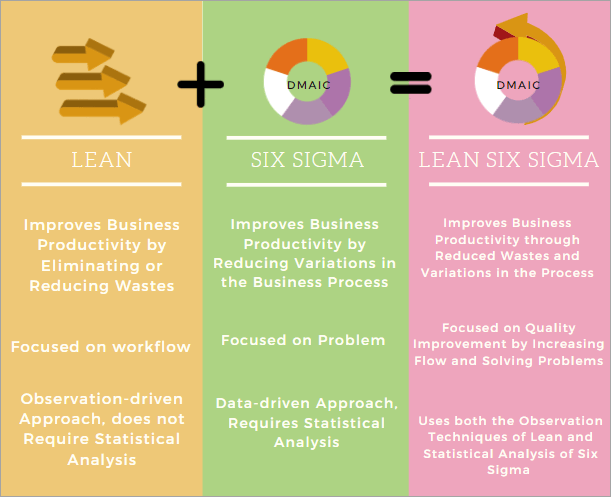 DMAIC
DMAIC
LEAN
SIX SIGMA
LEAN SIX SIGMA
Improves Business
Productivity by
Eliminating or
Reducing Wastes
Improves Business
Productivity by
Reducing Variations in
the Business Process
Improves Business
Productivity through
Reduced Wastes and
Variations in the Process
Focused on workflow
Focused on Problem
Focused on Quality
Improvement by Increasing
Flow and Solving Problems
Observation-driven
Approach, does not
Require Statistical
Analysis
Data-driven Approach,
Requires Statistical
Analysis
Uses both the Observation
Techniques of Lean and
Statistical Analysis of Six
Sigma